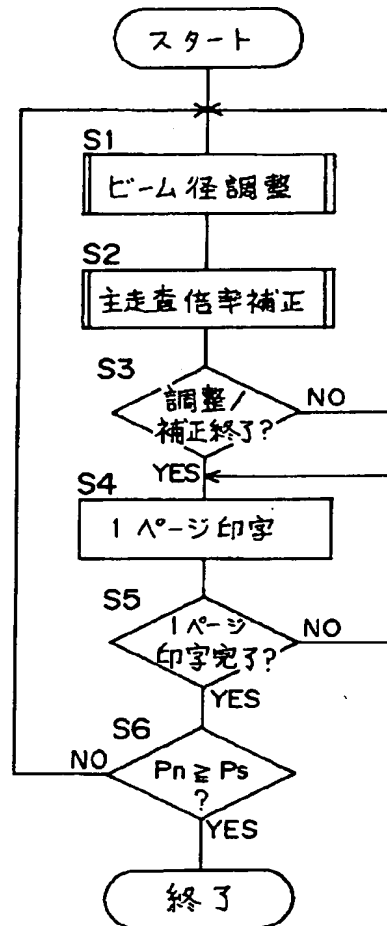 スタート
S1
ビーム径調整
S2
主走査倍率補正
S3
調整/
補正終了?
NO
YES
S4
1ページ印字
S5
1ページ
印字完了?
NO
YES
S6
NO
Pn≧Ps
?
YES
終了